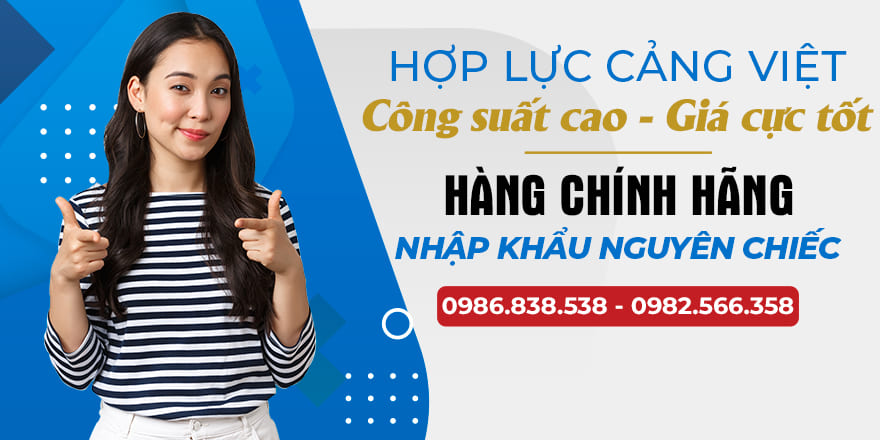 HỢP LỰC CẢNG VIỆT
Công suất cao - Giá cực tốt
HÀNG CHÍNH HÃNG
NHẬP KHẨU NGUYÊN CHIẾC
0986.838.538 - 0982.566.358